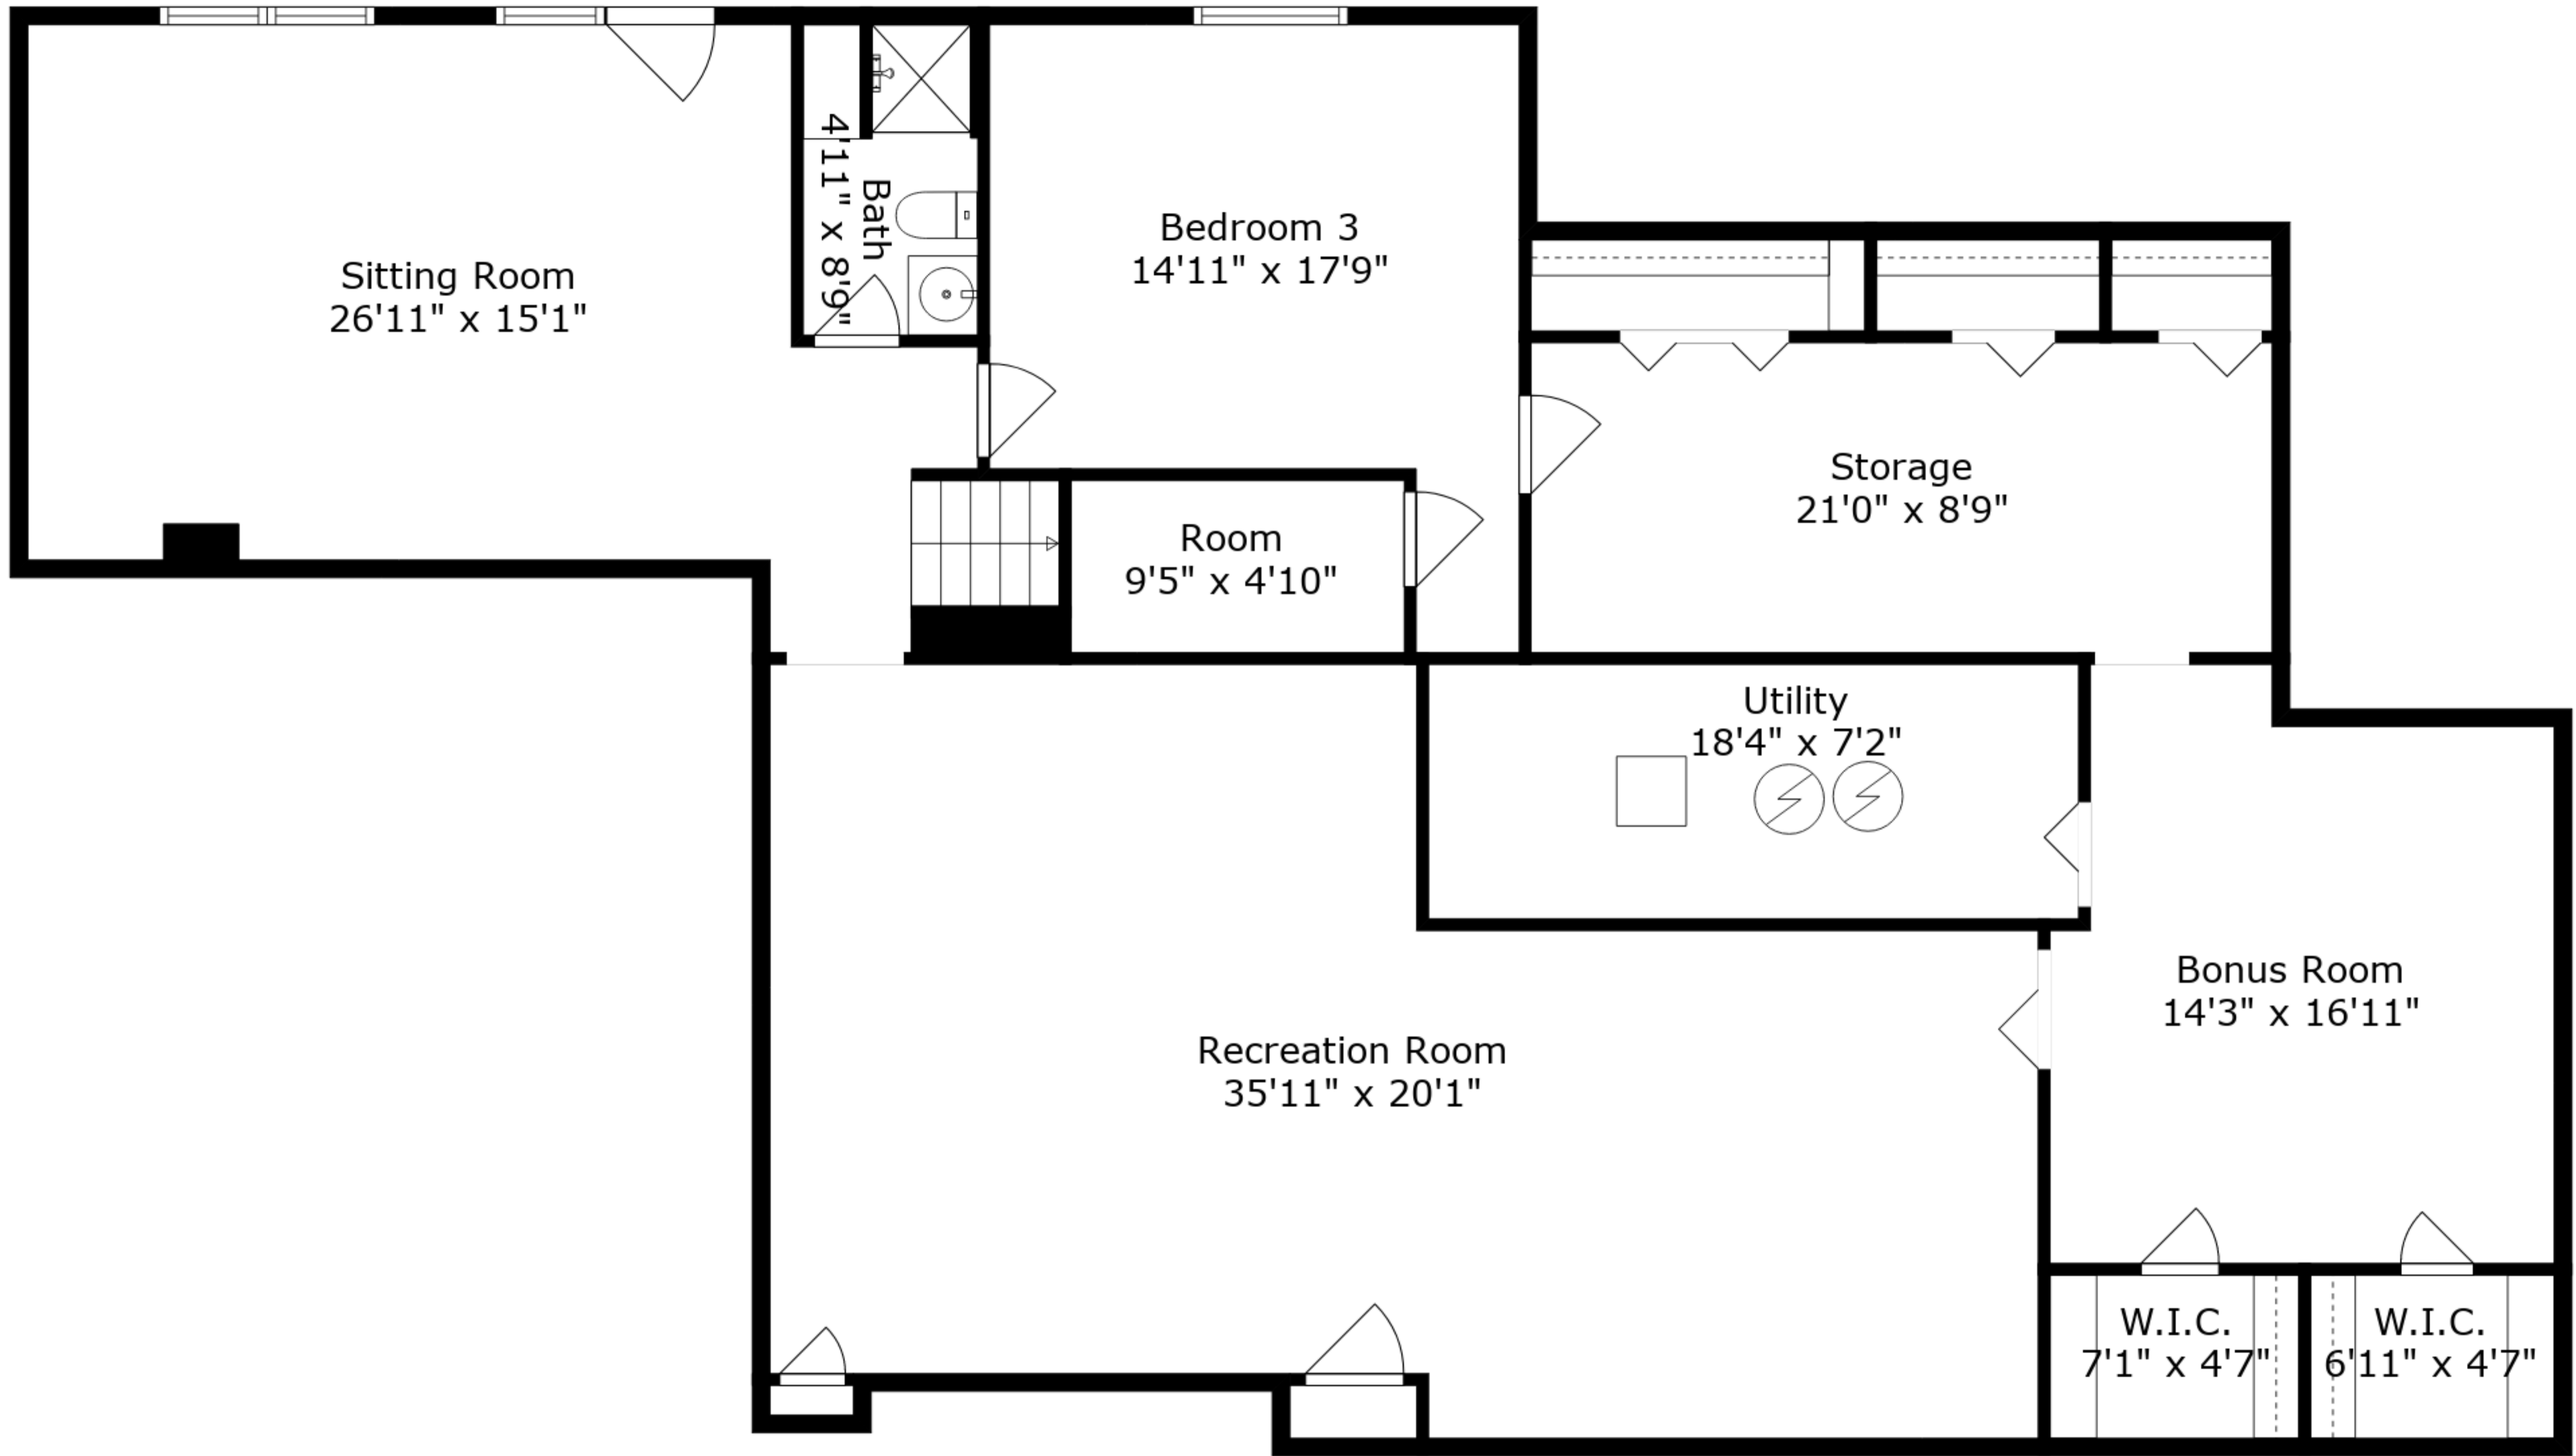 Sitting Room
26'11" x 15'1"
Bath
4'11" x 8'9"
Bedroom 3
14'11" x 17'9"
Storage
21'0" x 8'9"
Room
9'5" x 4'10"
Utility
18'4" x 7'2"
Bonus Room
14'3" x 16'11"
Recreation Room
35'11" x 20'1"
W.I.C.
7'1" x 4'7"
W.I.C.
6'11" x 4'7"